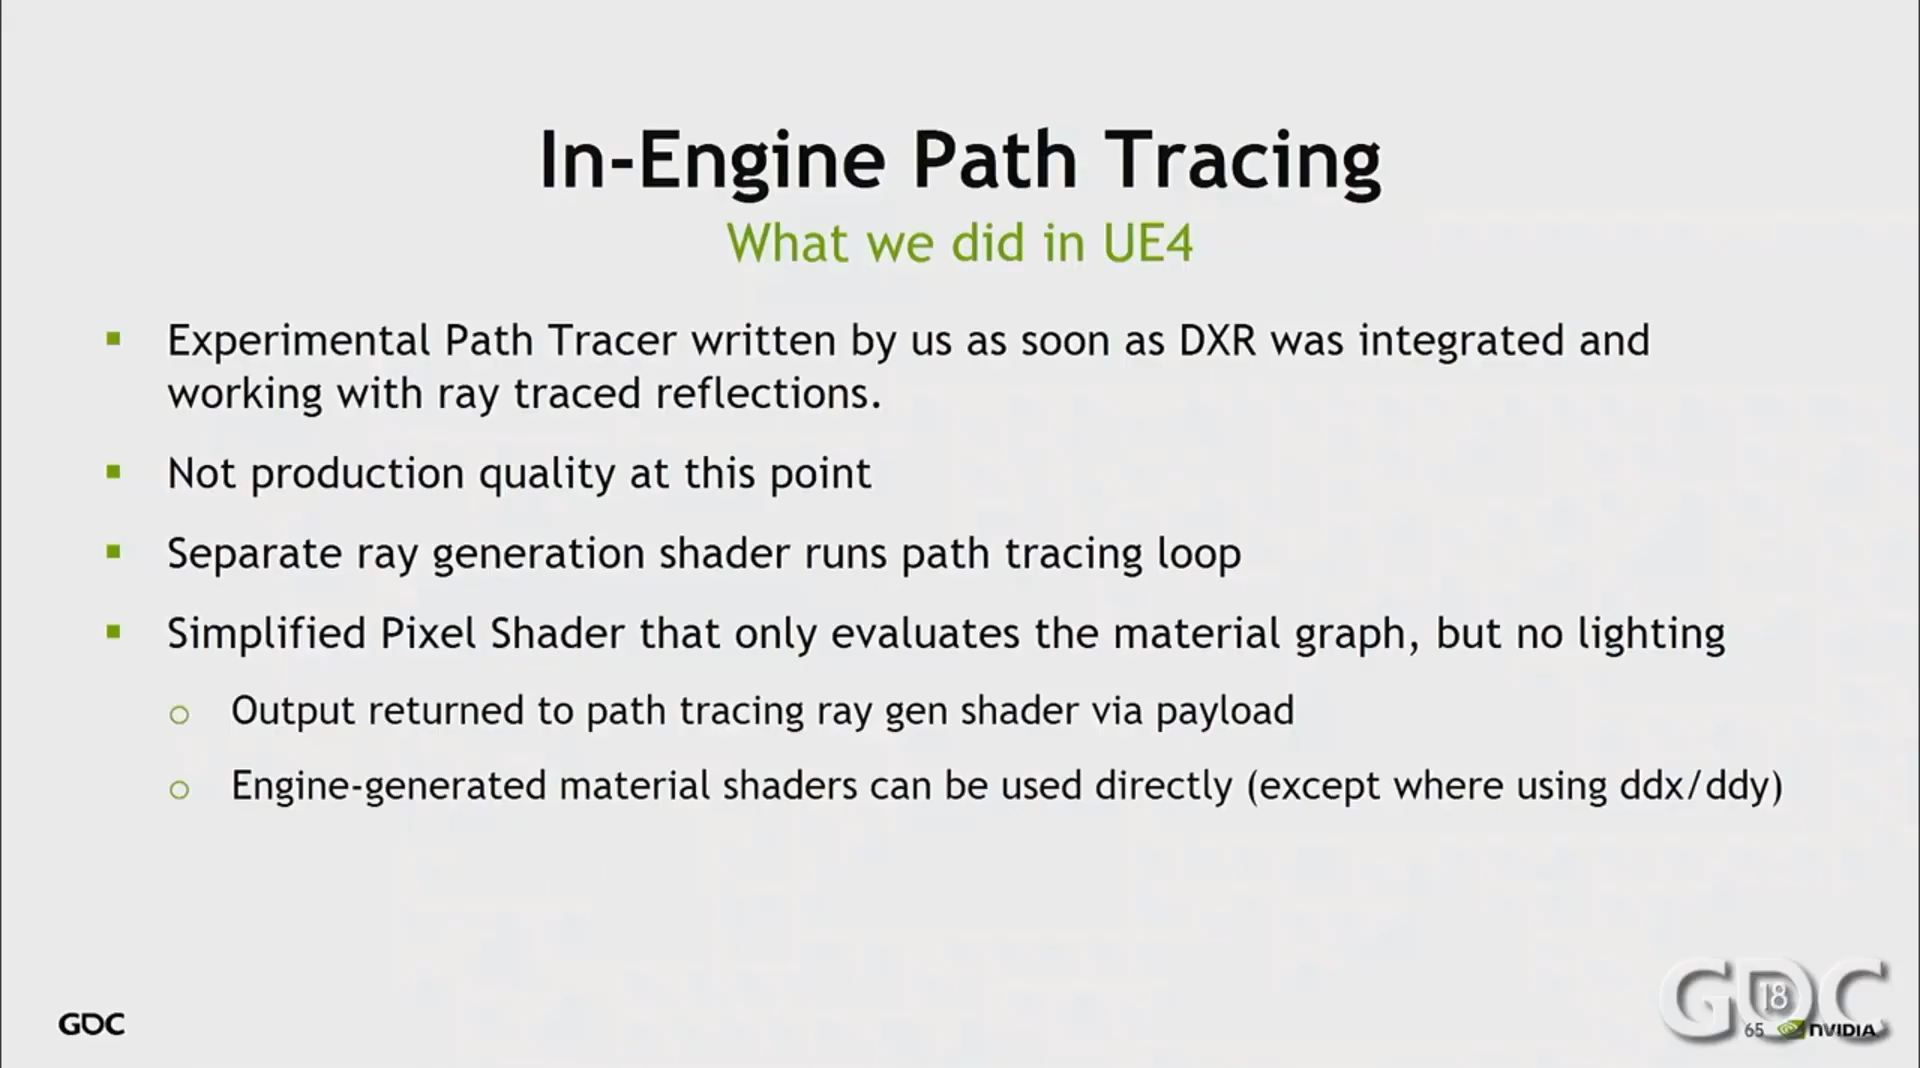 In-Engine Path Tracing
What we did in UE4
Experimental Path Tracer written by us as soon as DXR was integrated and
working with ray traced reflections.
Not production quality at this point
Separate ray generation shader runs path tracing loop
Simplified Pixel Shader that only evaluates the material graph, but no lighting
Output returned to path tracing ray gen shader via payload
Engine-generated material shaders can be used directly (except where using ddx/ddy)
GDC
GDC
18
65
NVIDIA